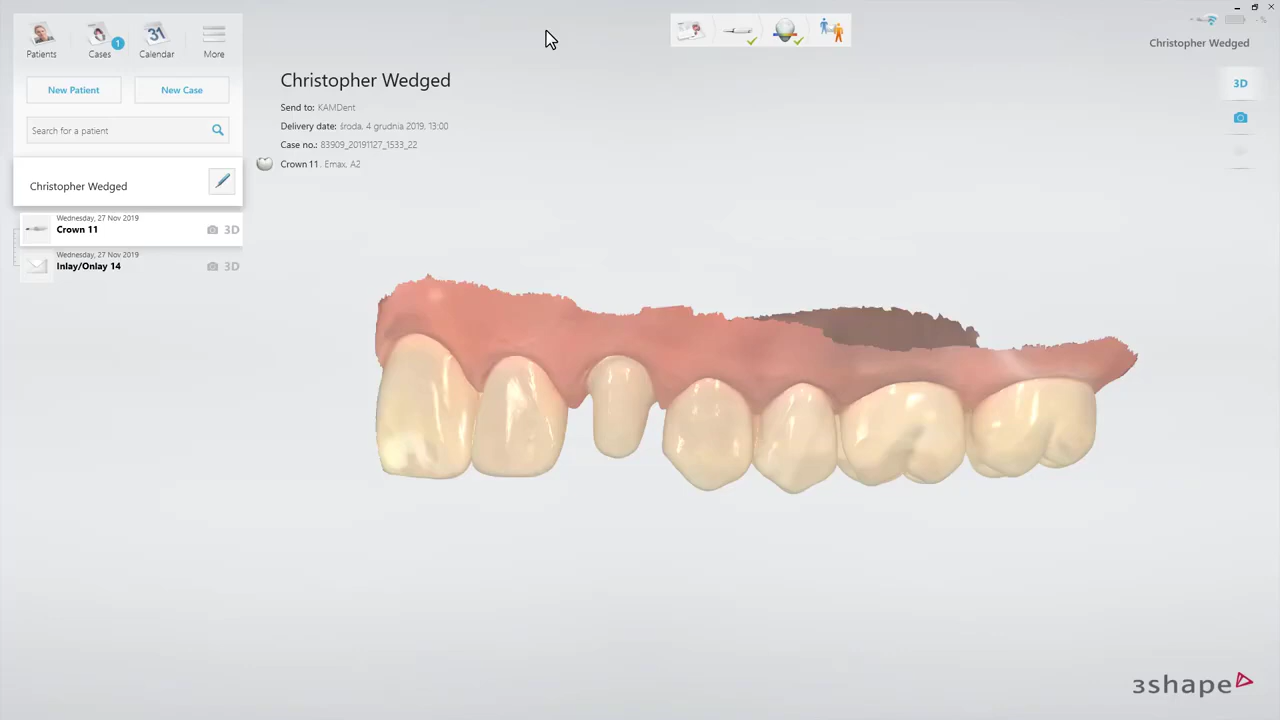 Patients
Cases
1
31
Calendar
More
New Patient
New Case
Search for a patient
Christopher Wedged
Wednesday, 27 Nov 2019
Crown 11
3D
Wednesday, 27 Nov 2019
Inlay/Onlay 14
3D
Christopher Wedged
Send to: KAMDent
Delivery date: środa, 4 grudnia 2019, 13:00
Case no.: 83909_20191127_1533_22
Crown 11. Emax, A2
- %
Christopher Wedged
3D
3shape